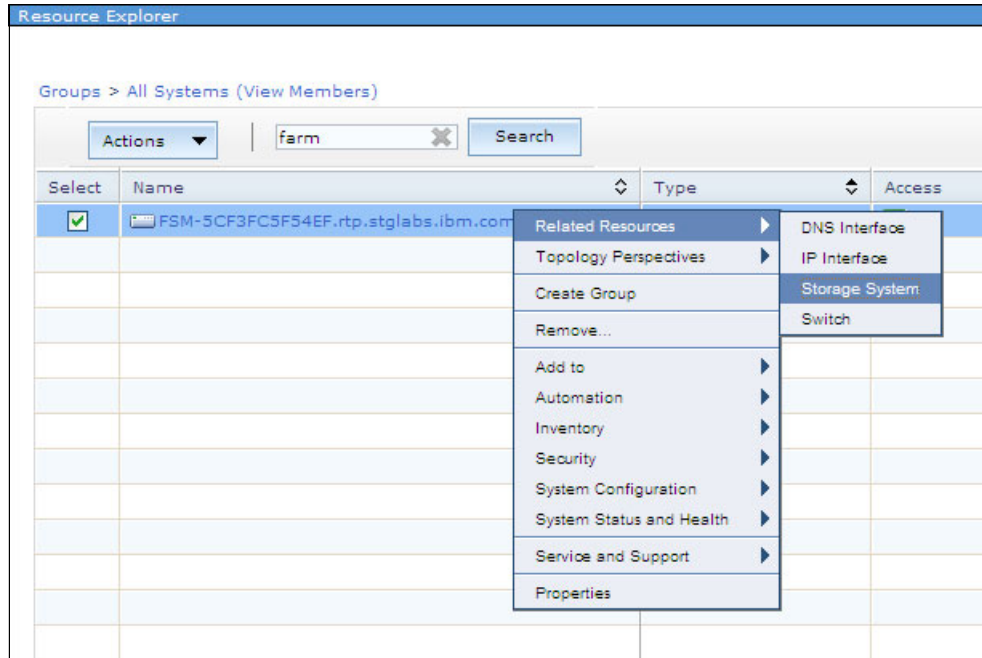 Resource Explorer
Groups > All Systems (View Members)
Actions
farm
Search
Select Name Type Access
FSM-5CF3FC5F54EF.rtp.stglabs.ibm.com
Related Resources
Topology Perspectives
Create Group
Remove...
Add to
Automation
Inventory
Security
System Configuration
System Status and Health
Service and Support
Properties
DNS Interface
IP Interface
Storage System
Switch